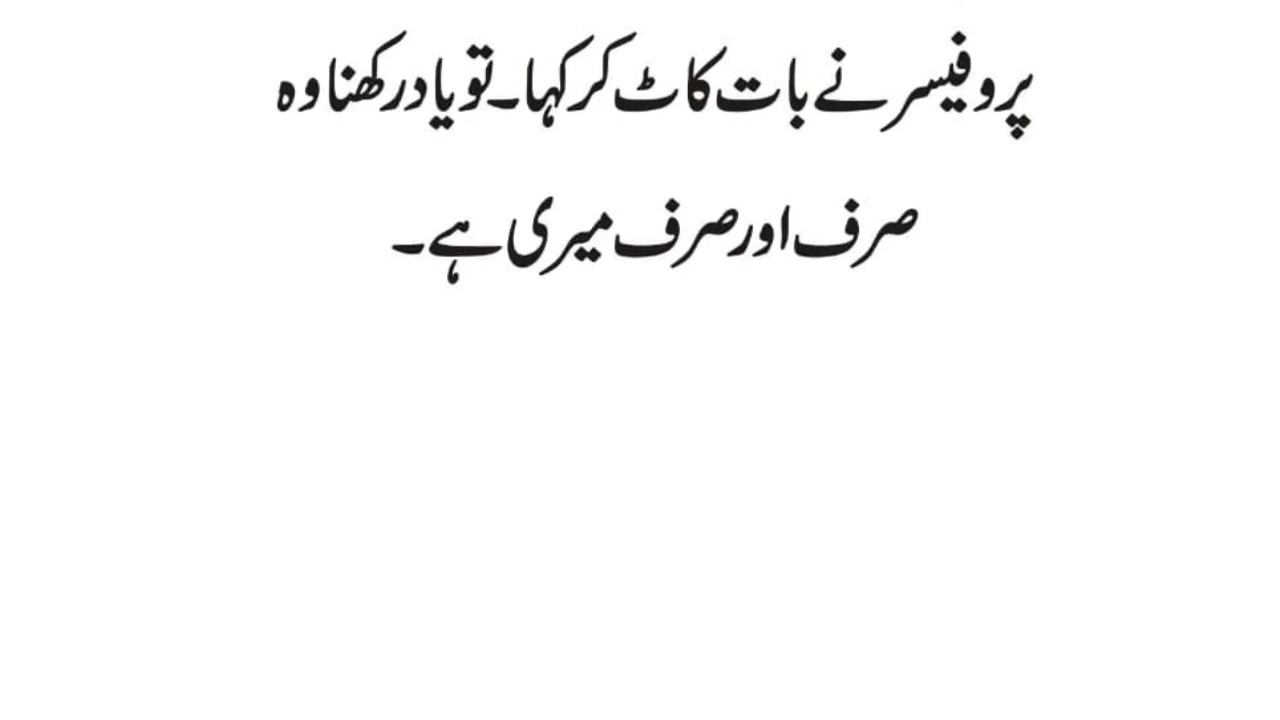 پروفیسر نے بات کاٹ کر کہا۔ تو یاد رکھنا وہ
صرف اور صرف میری ہے۔